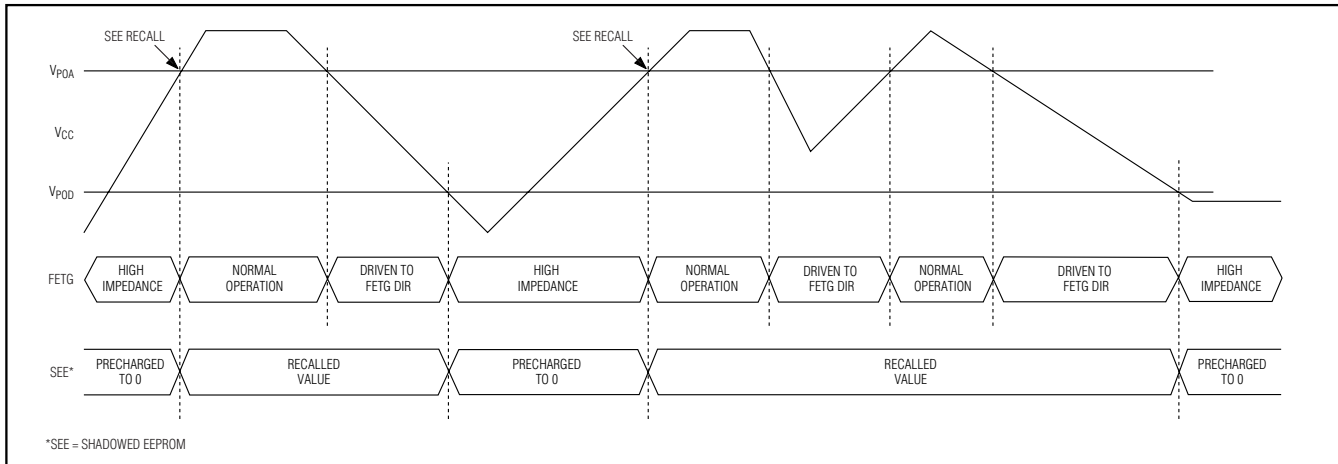 SEE RECALL
SEE RECALL
VPOA
VCC
VPOD
FETG
HIGH
IMPEDANCE
NORMAL
OPERATION
DRIVEN TO
FETG DIR
HIGH
IMPEDANCE
NORMAL
OPERATION
DRIVEN TO
FETG DIR
NORMAL
OPERATION
DRIVEN TO
FETG DIR
HIGH
IMPEDANCE
SEE*
PRECHARGED
TO 0
RECALLED
VALUE
PRECHARGED
TO 0
RECALLED
VALUE
PRECHARGED
TO 0
*SEE = SHADOWED EEPROM